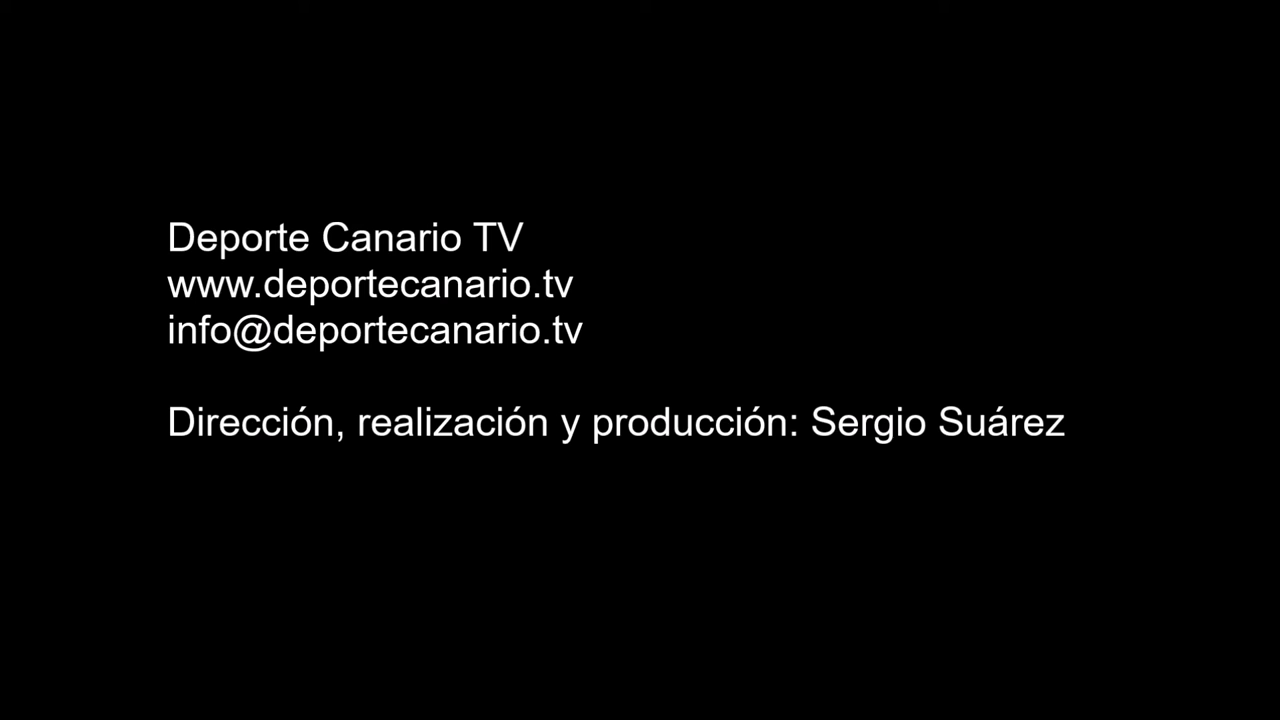 Deporte Canario TV
www.deportecanario.tv
info@deportecanario.tv
Dirección, realización y producción: Sergio Suárez